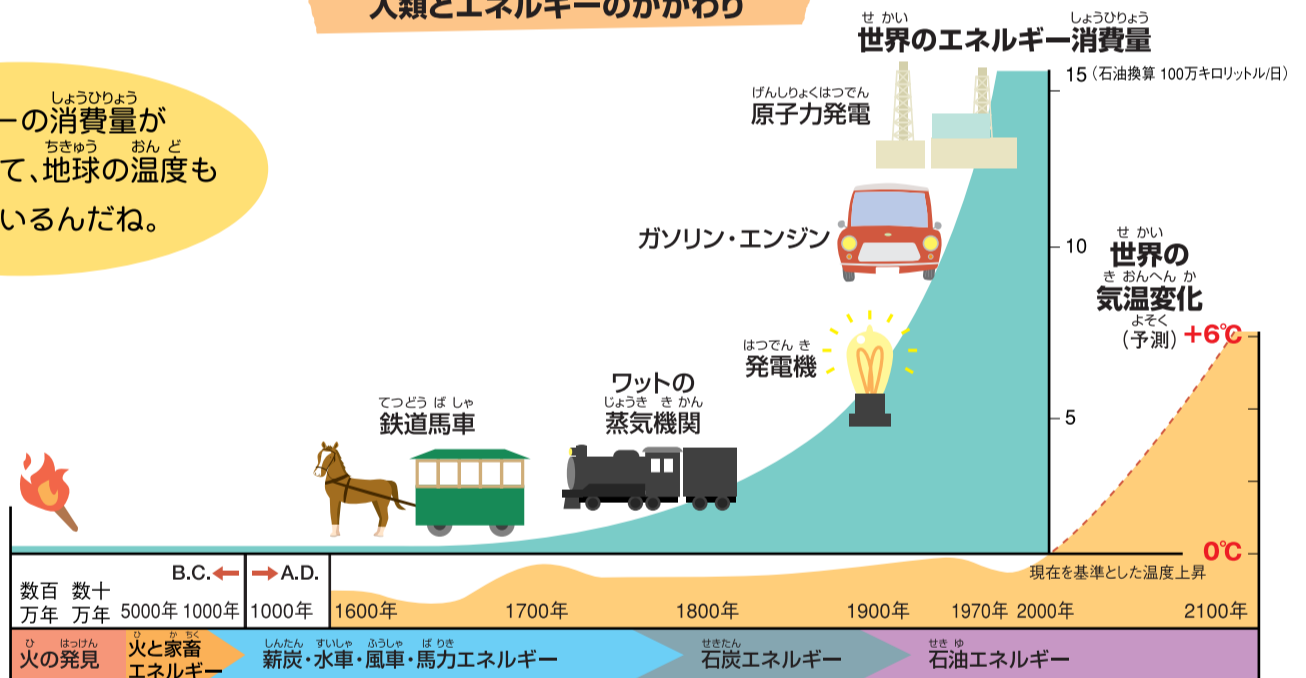 人類とエネルギーのかかわり
せかい しょうひりょう
世界のエネルギー消費量
15(石油換算 100万キロリットル/日)
しょうひりょう
ーの消費量が
ちきゅう おんど
て、地球の温度も
いるんだね。
げんしりょくはつでん
原子力発電
ガソリン・エンジン
10
せかい
世界の
きおんへんか
気温変化
よそく
(予測)
+6℃
はつでんき
発電機
5
ワットの
じょうき きかん
蒸気機関
てつどうばしゃ
鉄道馬車
0℃
現在を基準とした温度上昇
B.C. A.D.
数百 数十
万年 万年 5000年 1000年 1000年 1600年 1700年 1800年 1900年 1970年 2000年 2100年
ひ はっけん
火の発見
ひ かちく
火と家畜
エネルギー
しんたん すいしゃ ふうしゃ ばりき
薪炭・水車・風車・馬力エネルギー
せきたん
石炭エネルギー
せきゆ
石油エネルギー